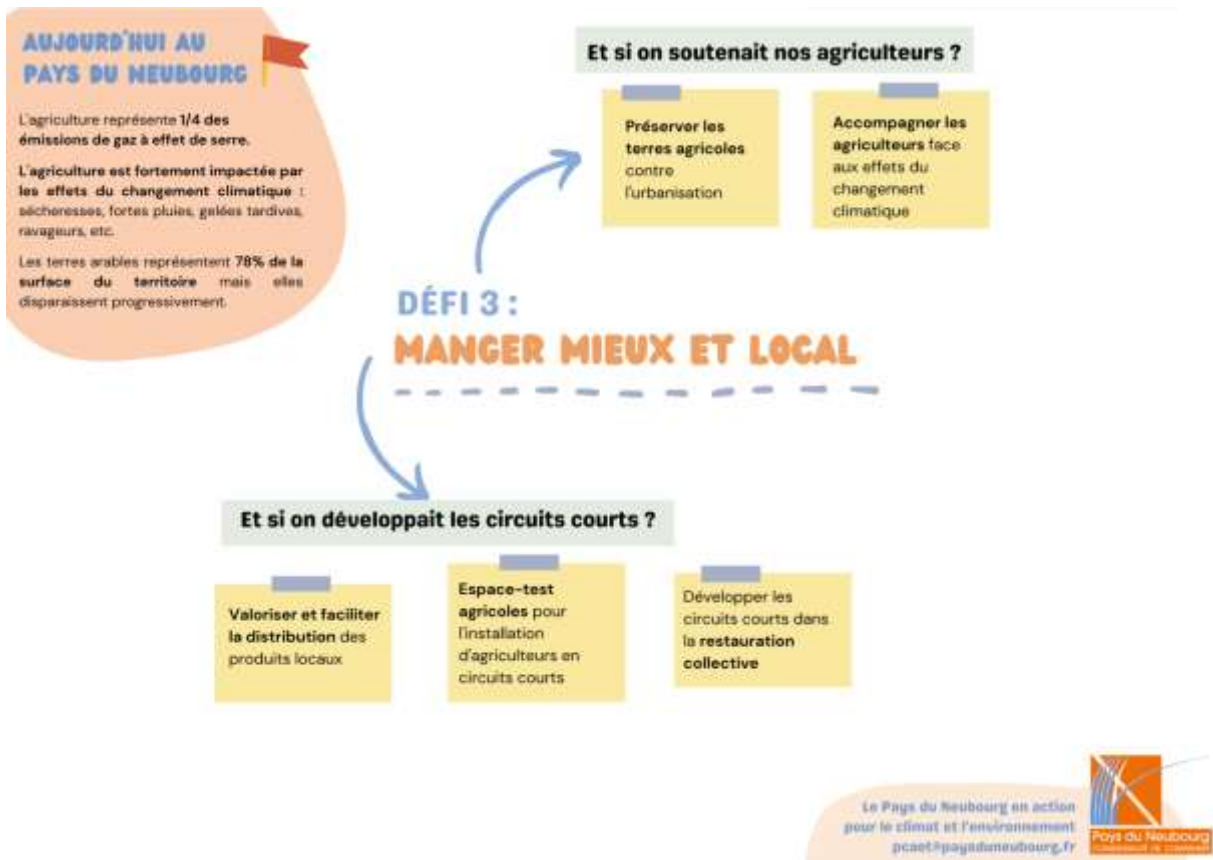 AUJOURD'HUI AU
PAYS DU NEUBOURG
L'agriculture représente 1/4 des
émissions de gaz à effet de serre.
L'agriculture est fortement impactée par
les effets du changement climatique :
sécheresses, fortes pluies, gelées tardives,
ravageurs, etc.
Les terres arables représentent 78% de la
surface du territoire mais elles
disparaissent progressivement.
Et si on soutenait nos agriculteurs ?
Préserver les
terres agricoles
contre
l'urbanisation
Accompagner les
agriculteurs face
aux effets du
changement
climatique
DÉFI 3 :
MANGER MIEUX ET LOCAL
Et si on développait les circuits courts ?
Valoriser et faciliter
la distribution des
produits locaux
Espace-test
agricoles pour
l'installation
d'agriculteurs en
circuits courts
Développer les
circuits courts dans
la restauration
collective
Le Pays du Neubourg en action
pour le climat et l'environnement
pcaet@paysduneubourg.fr
Pays du Neubourg
COMMUNAUTÉ DE COMMUNES